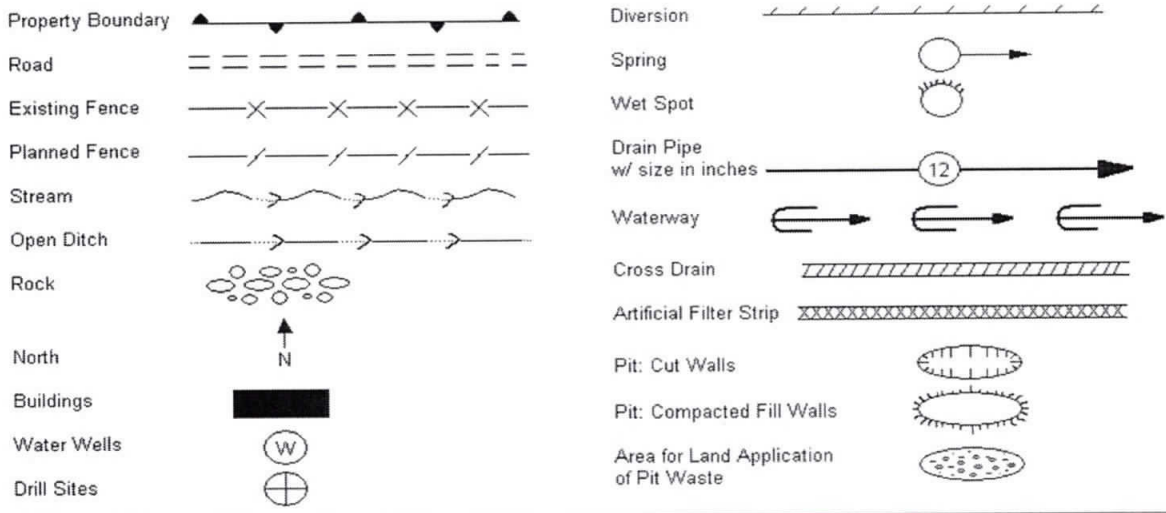 Property Boundary
Road
Existing Fence
Planned Fence
Stream
Open Ditch
Rock
North
N
Buildings
Water Wells
W
Drill Sites
Diversion
Spring
Wet Spot
Drain Pipe
w/ size in inches
12
Waterway
Cross Drain
Artificial Filter Strip
Pit: Cut Walls
Pit: Compacted Fill Walls
Area for Land Application
of Pit Waste